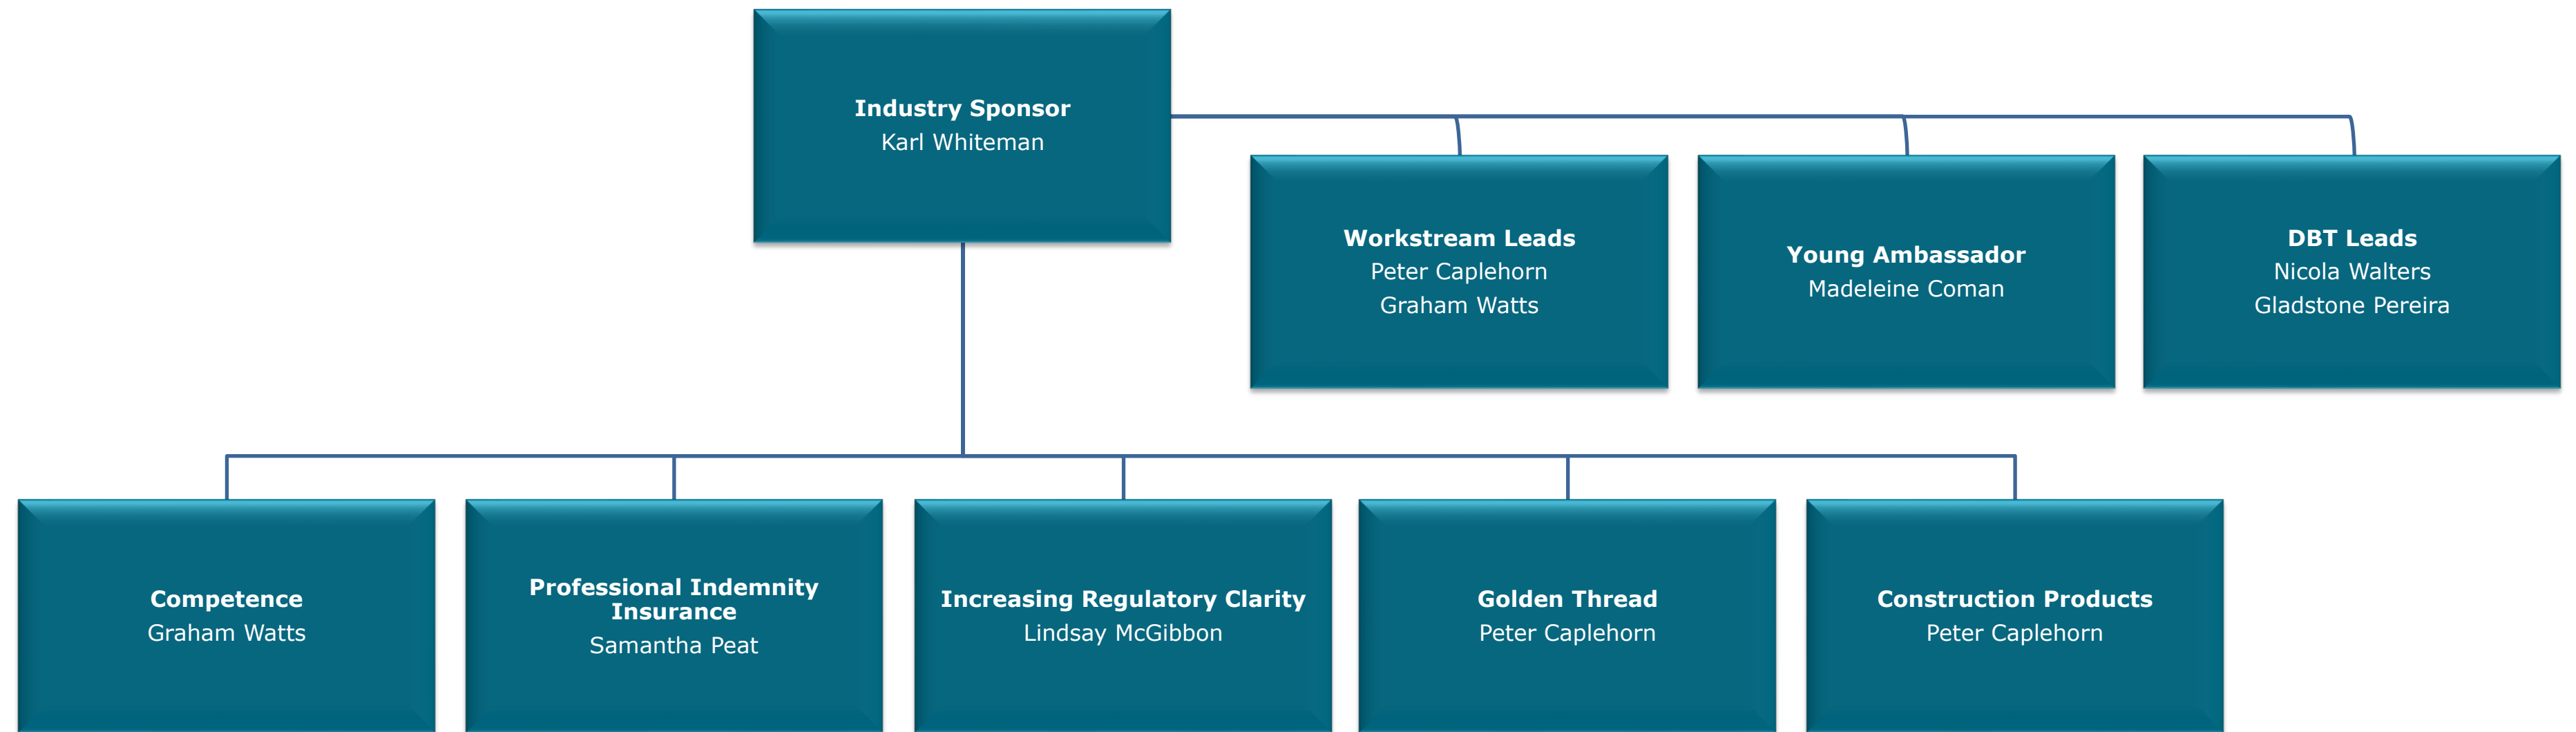 Industry Sponsor
Karl Whiteman
Workstream Leads
Peter Caplehorn
Graham Watts
Young Ambassador
Madeleine Coman
DBT Leads
Nicola Walters
Gladstone Pereira
Competence
Graham Watts
Professional Indemnity
Insurance
Samantha Peat
Increasing Regulatory Clarity
Lindsay McGibbon
Golden Thread
Peter Caplehorn
Construction Products
Peter Caplehorn